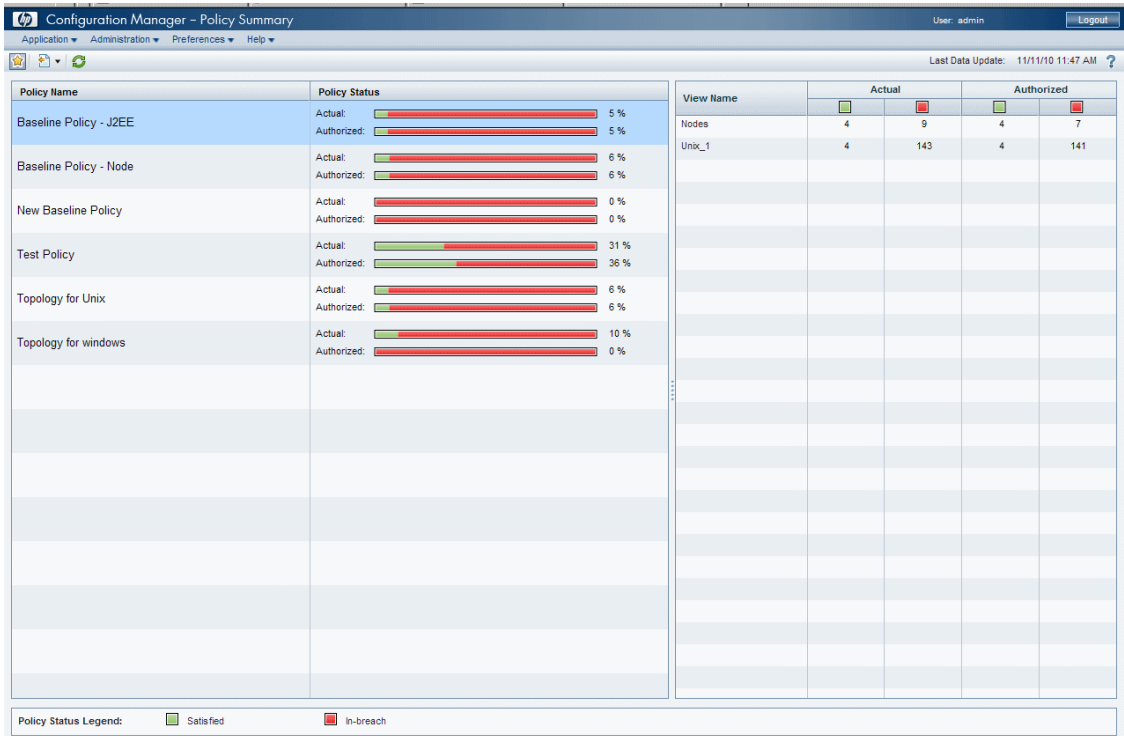 hp Configuration Manager – Policy Summary User: admin Logout
Application Administration Preferences Help
Last Data Update: 11/11/10 11:47 AM ?
Policy Name Policy Status
Baseline Policy - J2EE
Actual: 5 %
Authorized: 5 %
Baseline Policy - Node
Actual: 6 %
Authorized: 6 %
New Baseline Policy
Actual: 0 %
Authorized: 0 %
Test Policy
Actual: 31 %
Authorized: 36 %
Topology for Unix
Actual: 6 %
Authorized: 6 %
Topology for windows
Actual: 10 %
Authorized: 0 %
View Name Actual Authorized
Nodes 4 9 4 7
Unix_1 4 143 4 141
Policy Status Legend: Satisfied In-breach